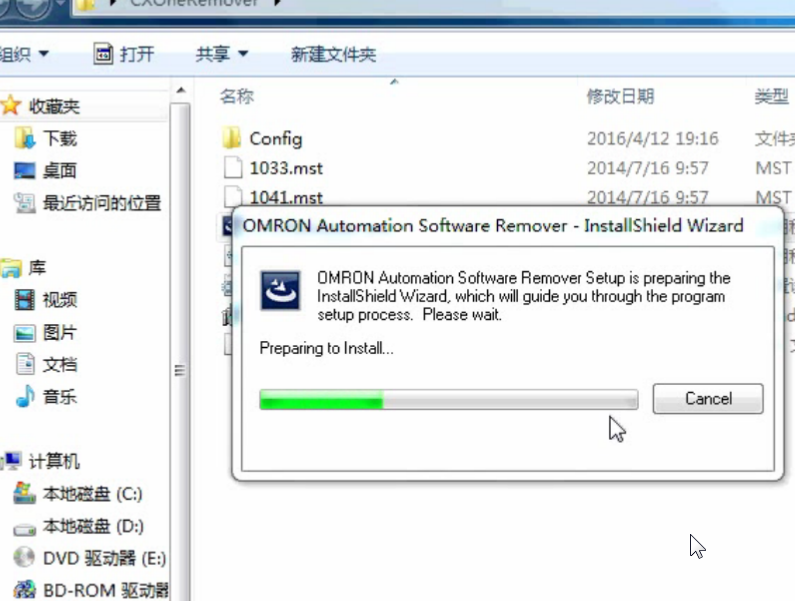 CXOneRemover
组织
打开
共享
新建文件夹
名称
修改日期
类型
收藏夹
下载
桌面
最近访问的位置
库
视频
图片
文档
音乐
计算机
本地磁盘 (C:)
本地磁盘 (D:)
DVD 驱动器 (E:)
BD-ROM 驱动器
Config 2016/4/12 19:16 文件夹
1033.mst 2014/7/16 9:57 MST
1041.mst 2014/7/16 9:57 MST
OMRON Automation Software Remover - InstallShield Wizard
OMRON Automation Software Remover Setup is preparing the
InstallShield Wizard, which will guide you through the program
setup process. Please wait.
Preparing to Install...
Cancel